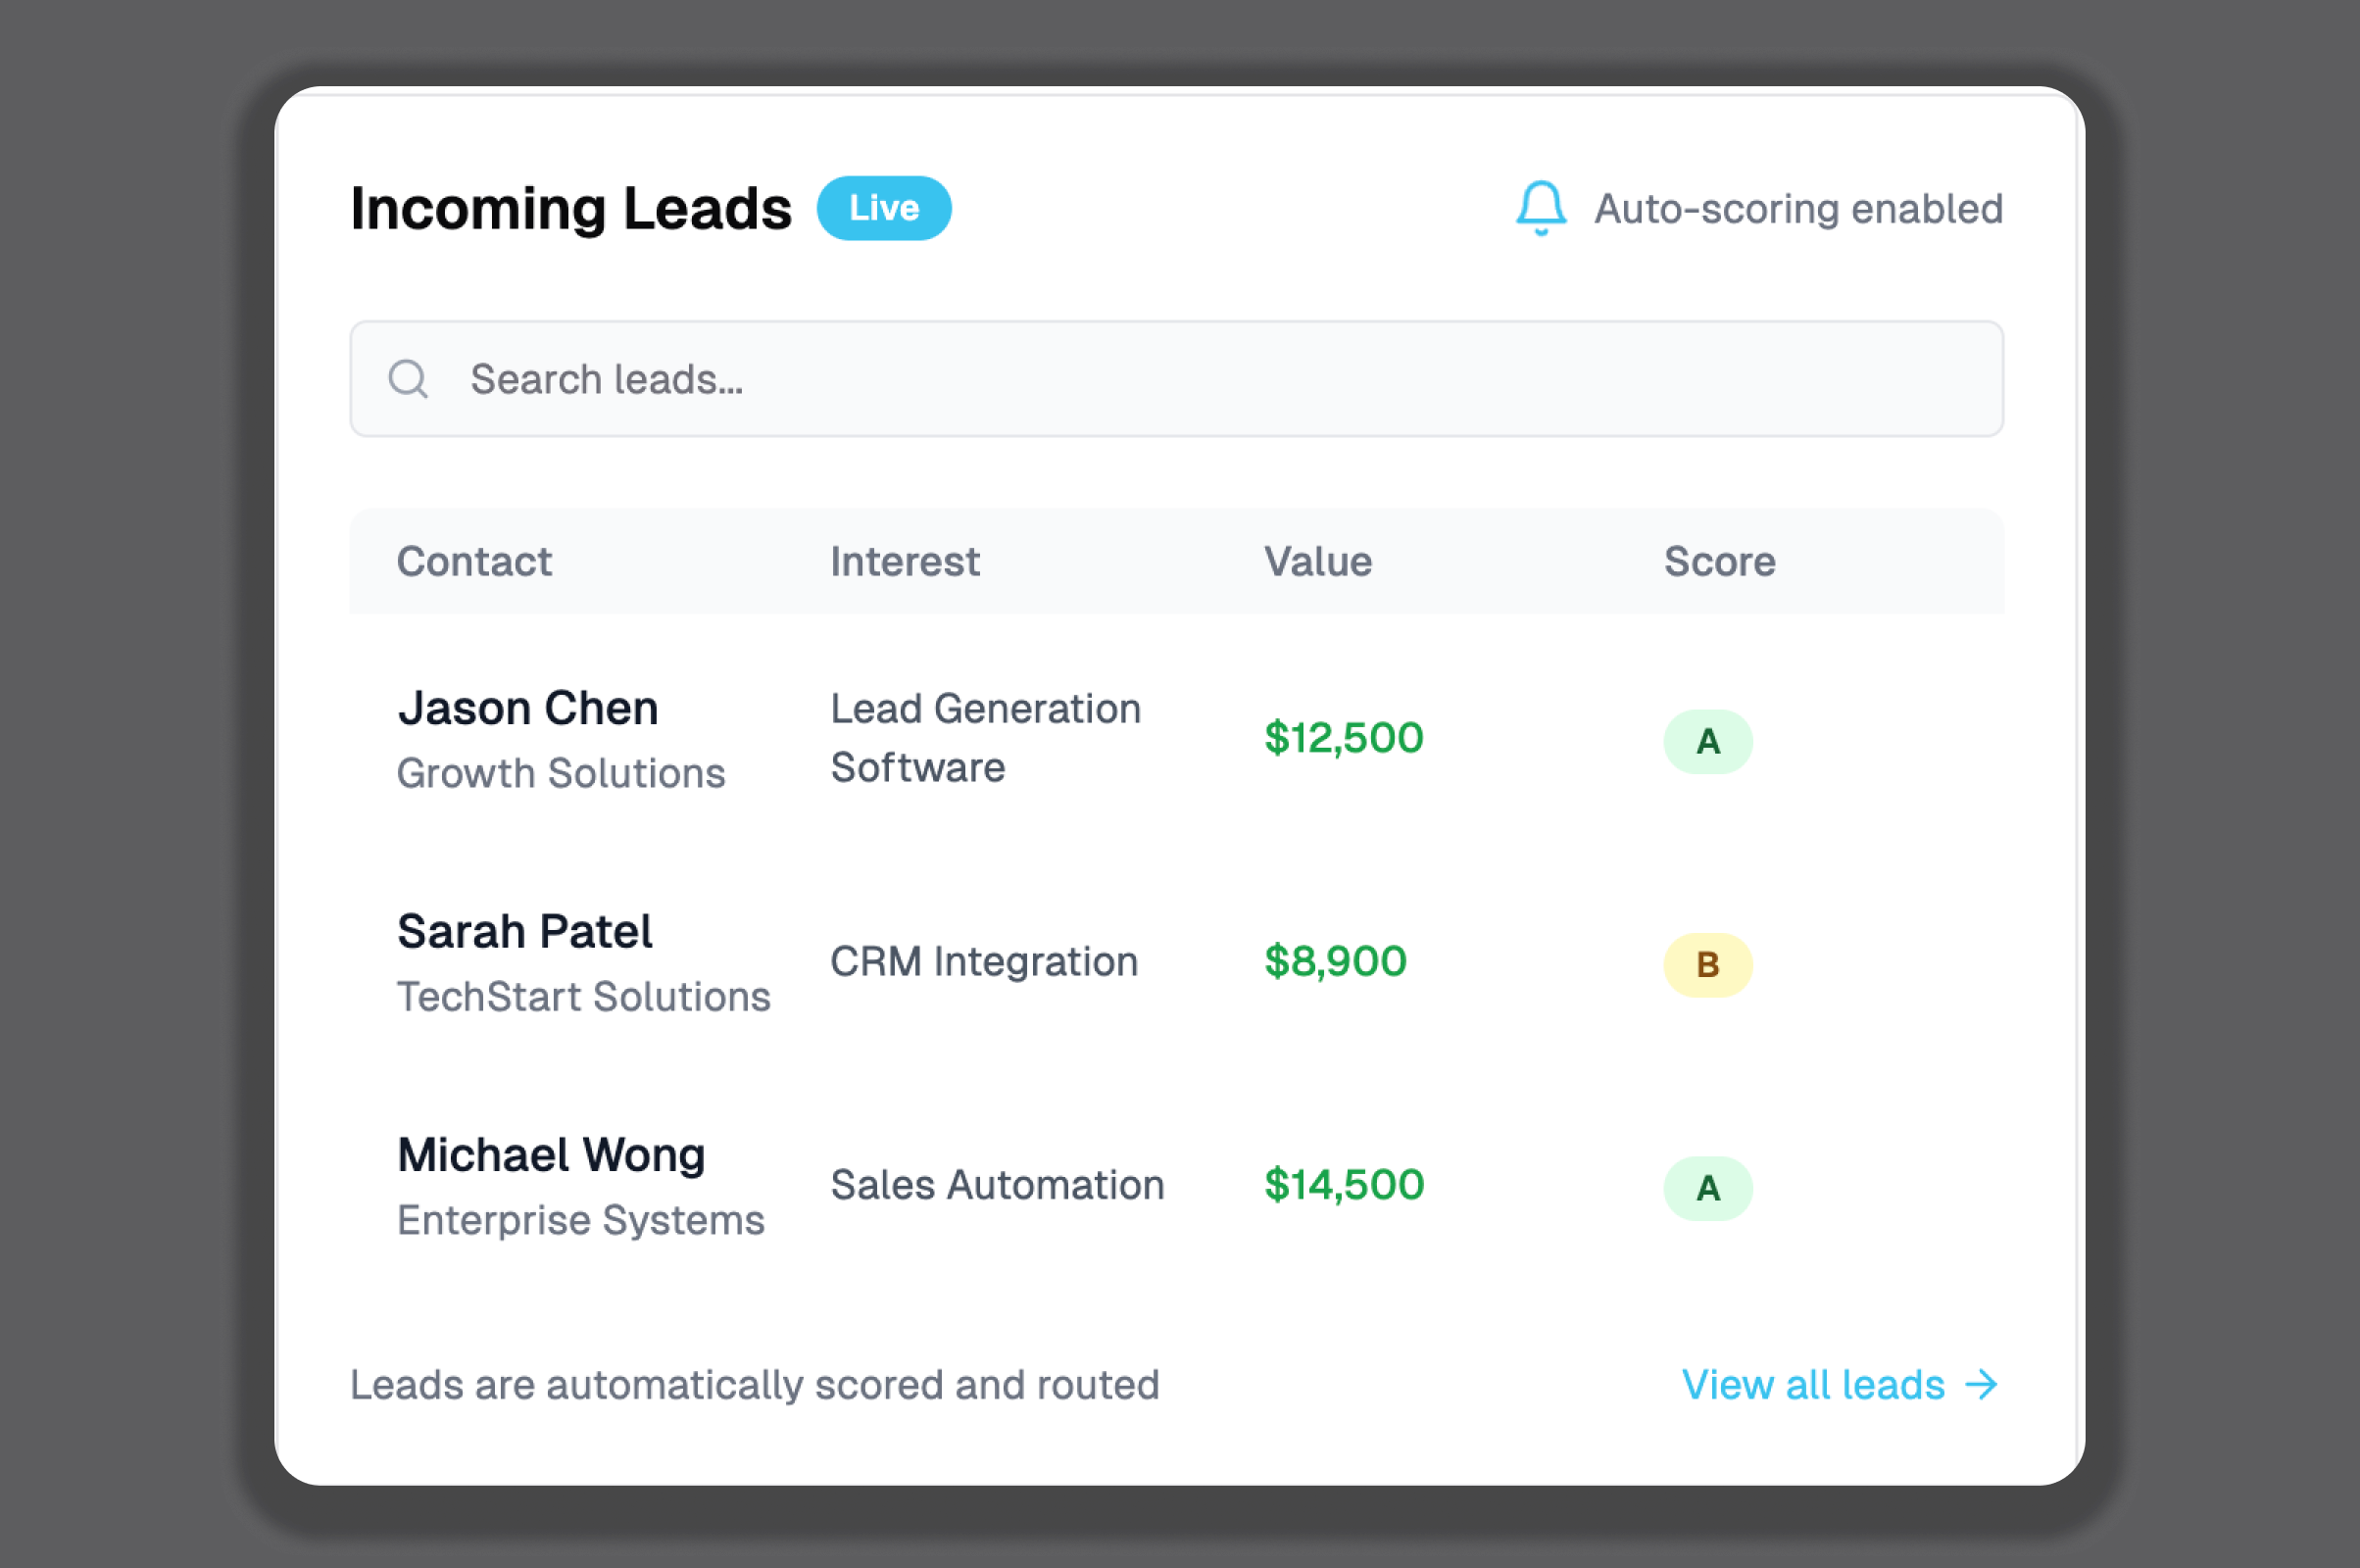 Incoming Leads Live Auto-scoring enabled
Search leads...
Contact Interest Value Score
Jason Chen
Growth Solutions
Lead Generation
Software
$12,500
A
Sarah Patel
TechStart Solutions
CRM Integration
$8,900
B
Michael Wong
Enterprise Systems
Sales Automation
$14,500
A
Leads are automatically scored and routed View all leads →